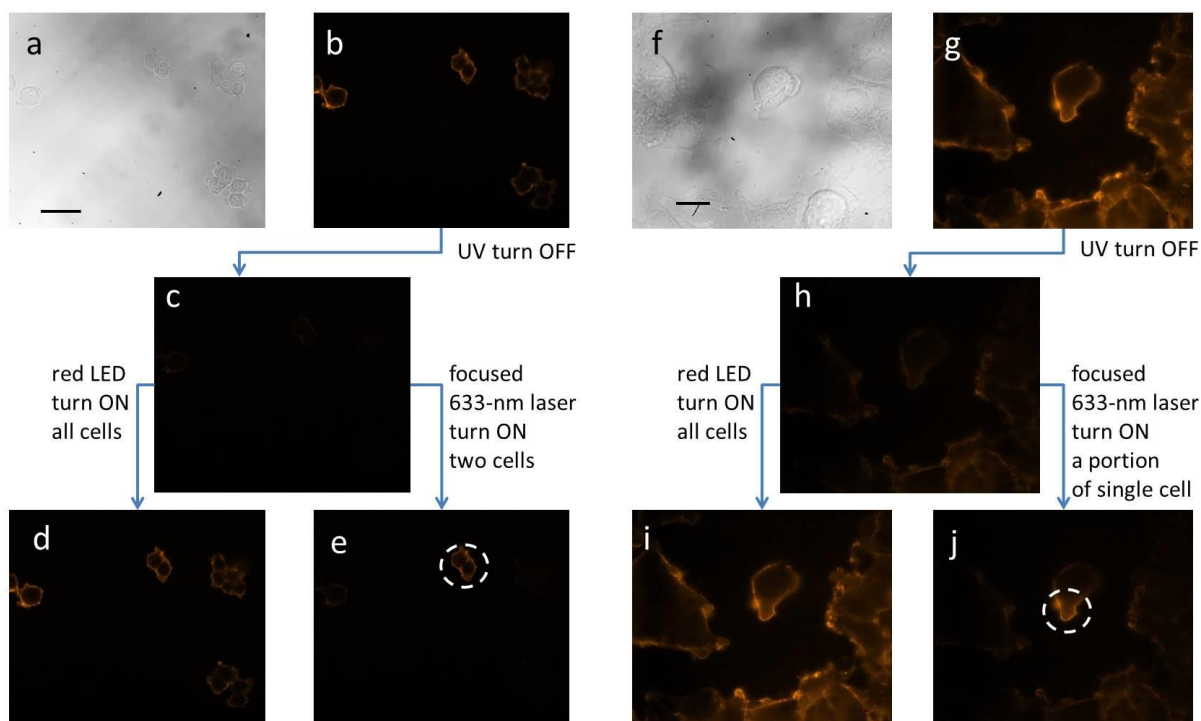 a
b
UV turn OFF
c
red LED
turn ON
all cells
focused
633-nm laser
turn ON
two cells
d
e
f
g
UV turn OFF
h
red LED
turn ON
all cells
focused
633-nm laser
turn ON
a portion
of single cell
i
j